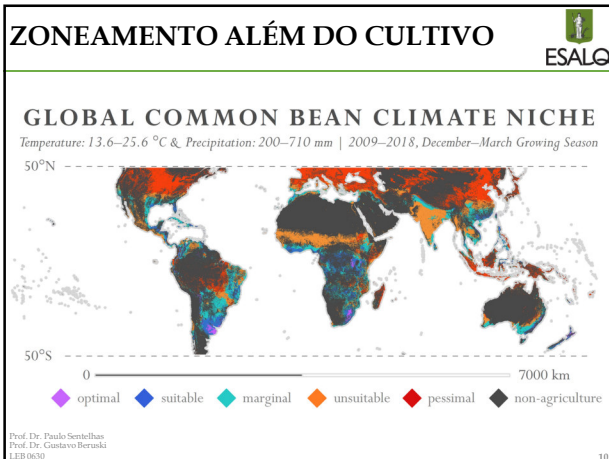 ZONEAMENTO ALÉM DO CULTIVO
ESALQ
GLOBAL COMMON BEAN CLIMATE NICHE
Temperature: 13.6–25.6 °C & Precipitation: 200–710 mm | 2009–2018, December–March Growing Season
50°N
50°S
0 7000 km
optimal suitable marginal unsuitable pessimal non-agriculture
Prof. Dr. Paulo Sentelhas
Prof. Dr. Gustavo Beruski
LEB 0630
10